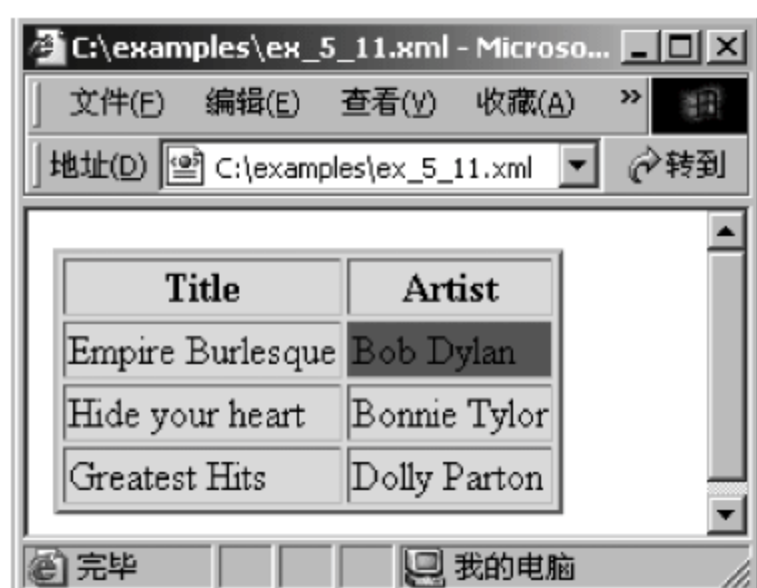 C:\examples\ex_5_11.xml - Microso...
文件(F) 编辑(E) 查看(V) 收藏(A) »
地址(D) C:\examples\ex_5_11.xml 转到
Title Artist
Empire Burlesque Bob Dylan
Hide your heart Bonnie Tylor
Greatest Hits Dolly Parton
完毕 我的电脑